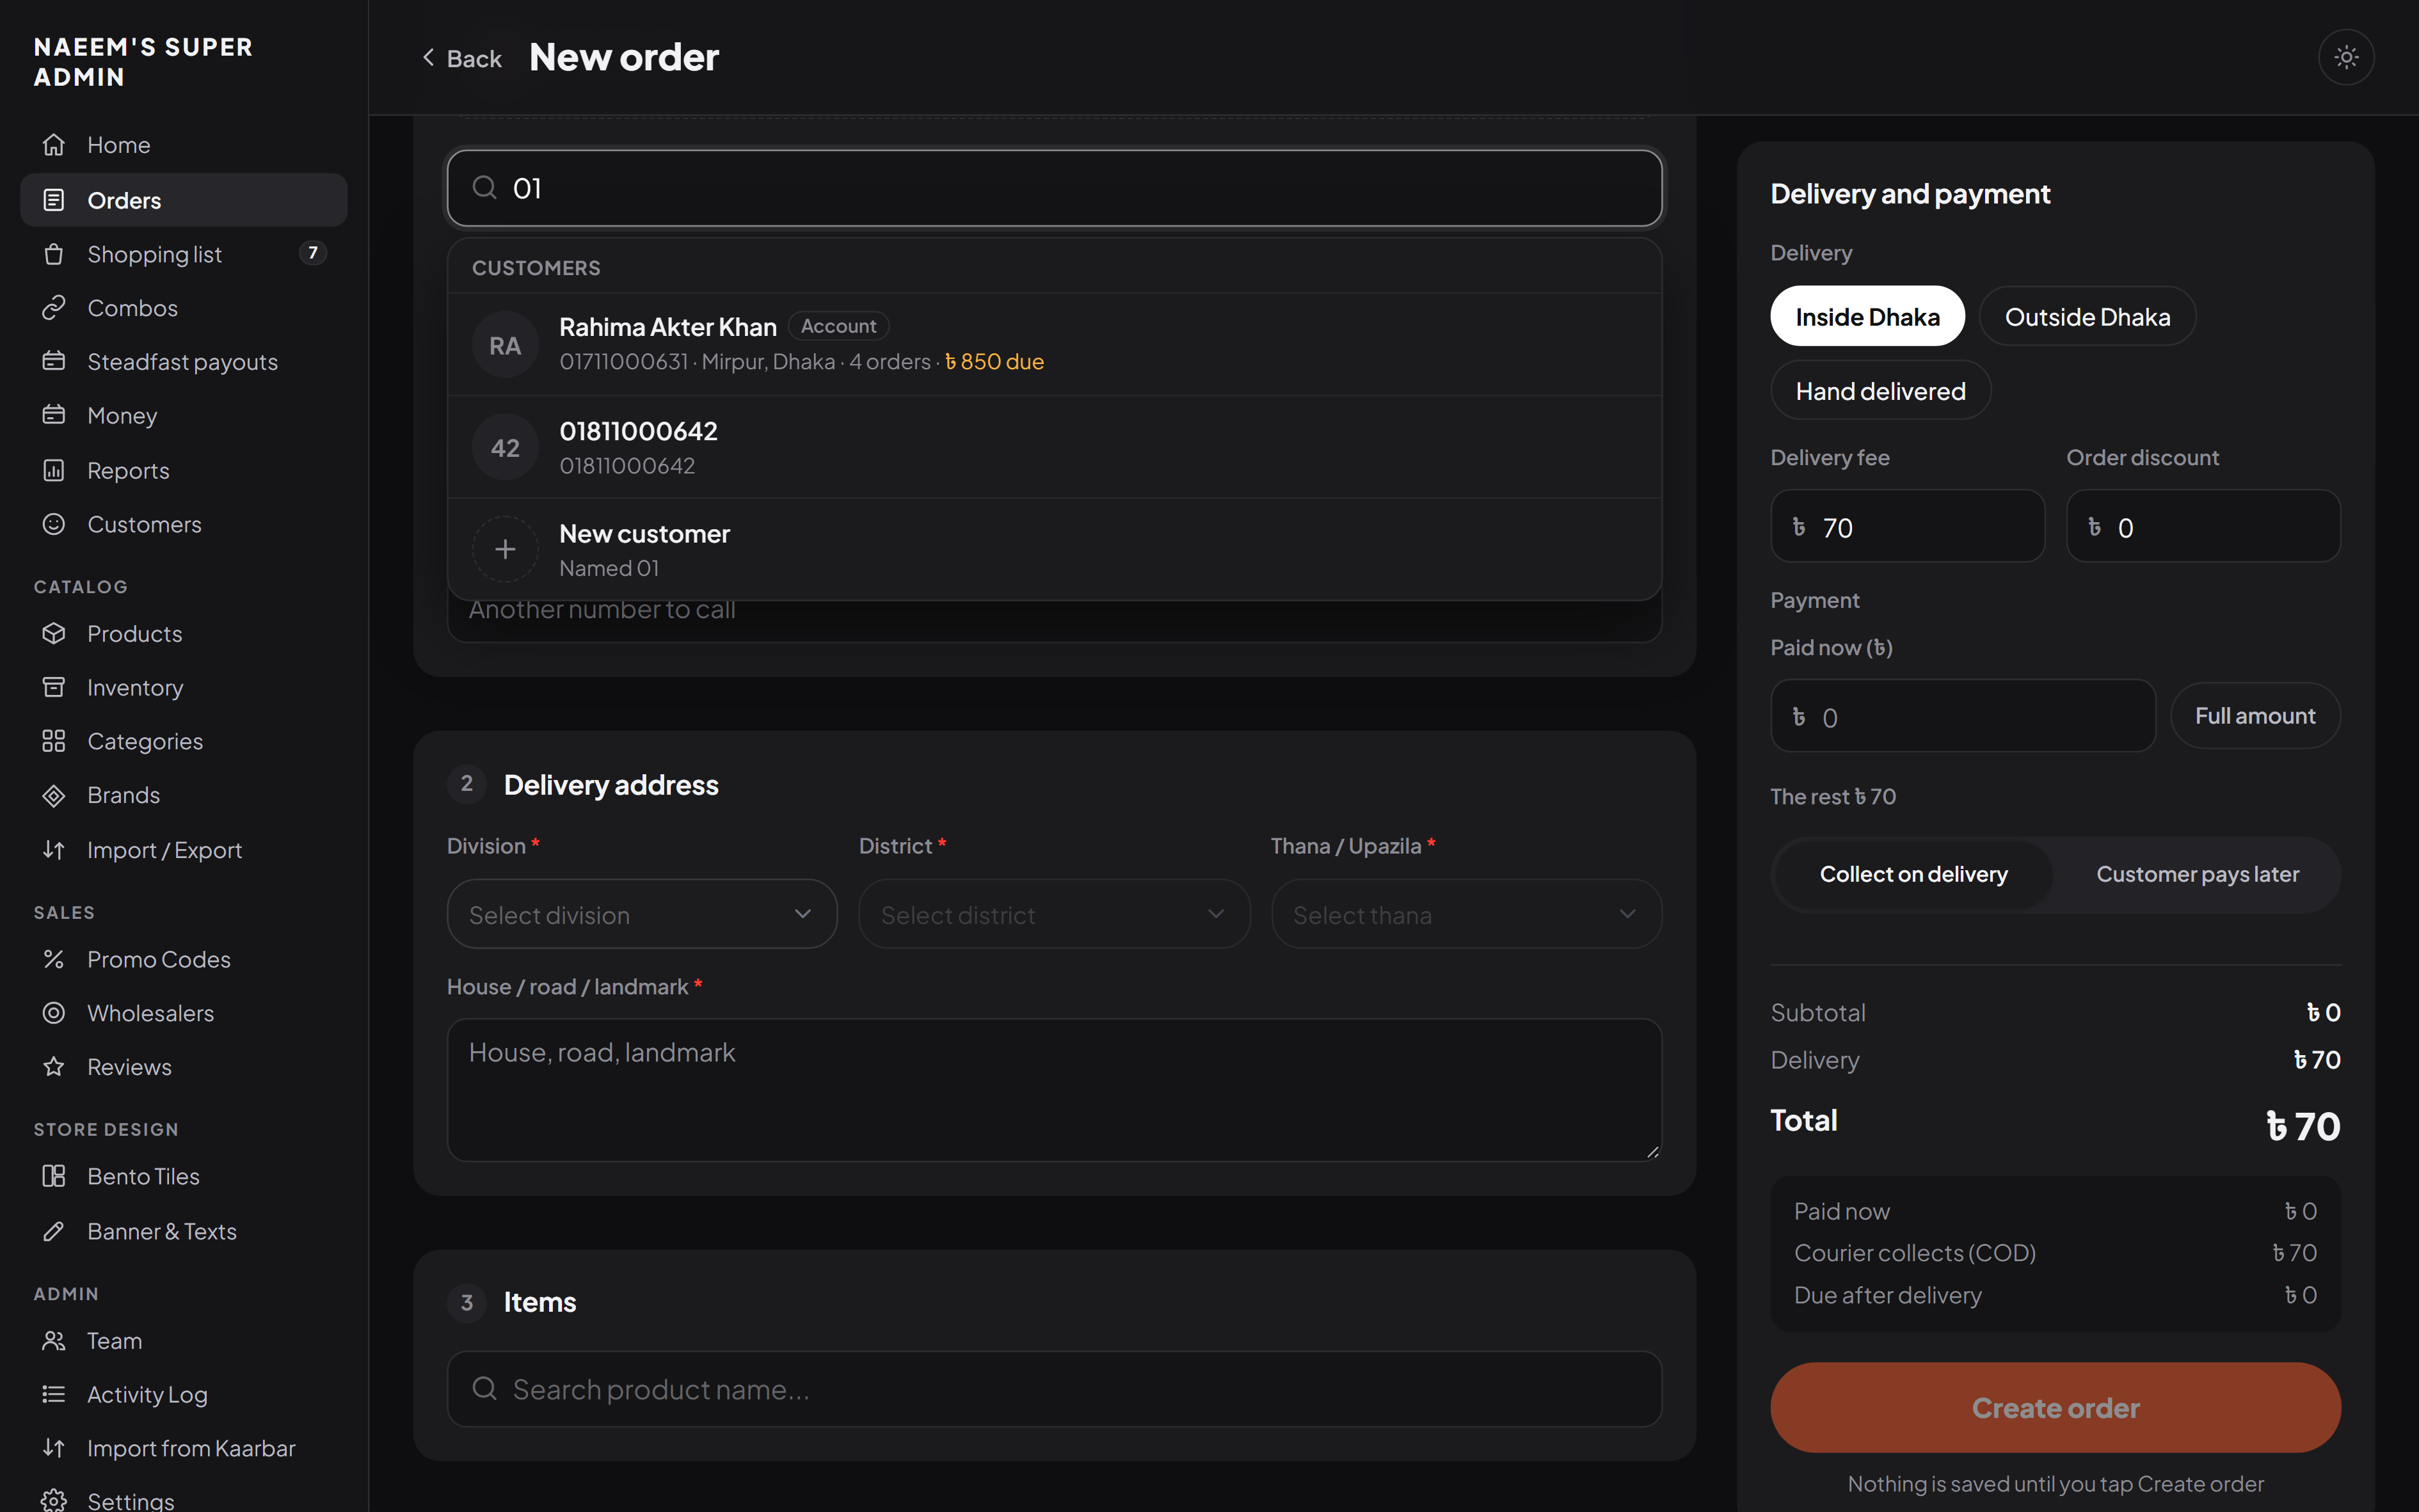 NAEEM'S SUPER
ADMIN
Home
Orders
Shopping list 7
Combos
Steadfast payouts
Money
Reports
Customers
CATALOG
Products
Inventory
Categories
Brands
Import / Export
SALES
Promo Codes
Wholesalers
Reviews
STORE DESIGN
Bento Tiles
Banner & Texts
ADMIN
Team
Activity Log
Import from Kaarbar
Settings
Back New order
01
CUSTOMERS
RA Rahima Akter Khan Account
01711000631 · Mirpur, Dhaka · 4 orders · ৳ 850 due
42 01811000642
01811000642
New customer
Named 01
Another number to call
2 Delivery address
Division * District * Thana / Upazila *
Select division Select district Select thana
House / road / landmark *
House, road, landmark
3 Items
Search product name...
Delivery and payment
Delivery
Inside Dhaka Outside Dhaka
Hand delivered
Delivery fee Order discount
৳ 70 ৳ 0
Payment
Paid now (৳)
৳ 0 Full amount
The rest ৳ 70
Collect on delivery Customer pays later
Subtotal ৳ 0
Delivery ৳ 70
Total ৳ 70
Paid now ৳ 0
Courier collects (COD) ৳ 70
Due after delivery ৳ 0
Create order
Nothing is saved until you tap Create order